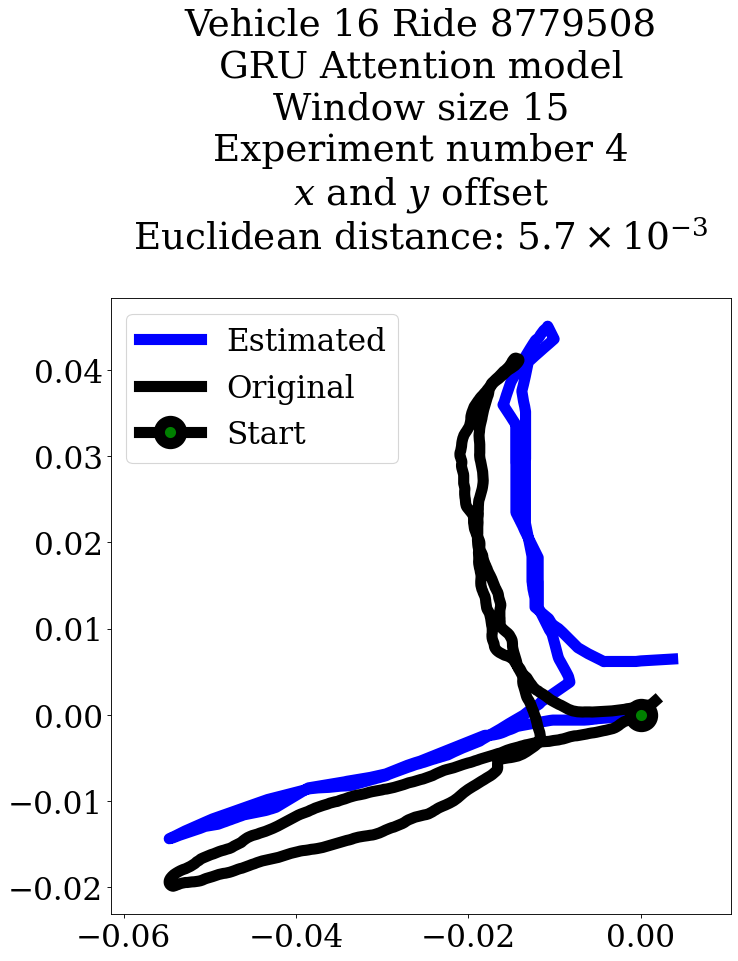 Vehicle 16 Ride 8779508
GRU Attention model
Window size 15
Experiment number 4
x and y offset
Euclidean distance: 5.7 × 10⁻³
Estimated
Original
Start
0.04
0.03
0.02
0.01
0.00
−0.01
−0.02
−0.06 −0.04 −0.02 0.00